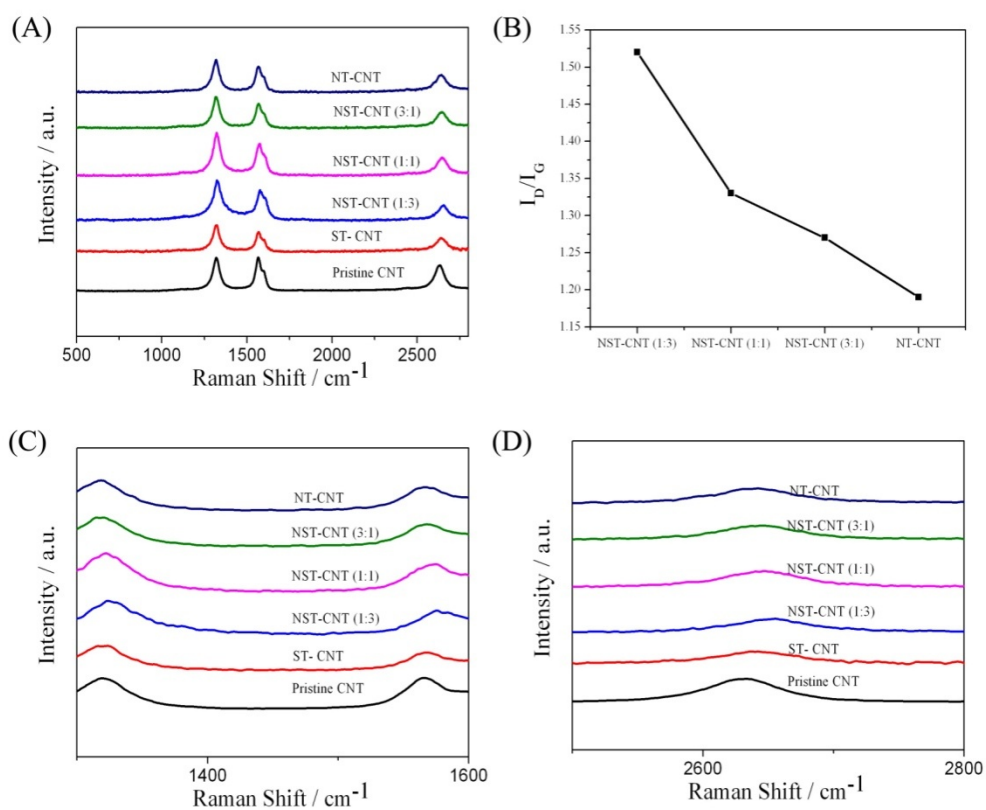 (A)
Intensity / a.u.
NT-CNT
NST-CNT (3:1)
NST-CNT (1:1)
NST-CNT (1:3)
ST- CNT
Pristine CNT
500 1000 1500 2000 2500
Raman Shift / cm-1
(B)
ID/IG
1.55
1.50
1.45
1.40
1.35
1.30
1.25
1.20
1.15
NST-CNT (1:3) NST-CNT (1:1) NST-CNT (3:1) NT-CNT
(C)
Intensity / a.u.
NT-CNT
NST-CNT (3:1)
NST-CNT (1:1)
NST-CNT (1:3)
ST- CNT
Pristine CNT
1400 1600
Raman Shift / cm-1
(D)
Intensity / a.u.
NT-CNT
NST-CNT (3:1)
NST-CNT (1:1)
NST-CNT (1:3)
ST- CNT
Pristine CNT
2600 2800
Raman Shift / cm-1